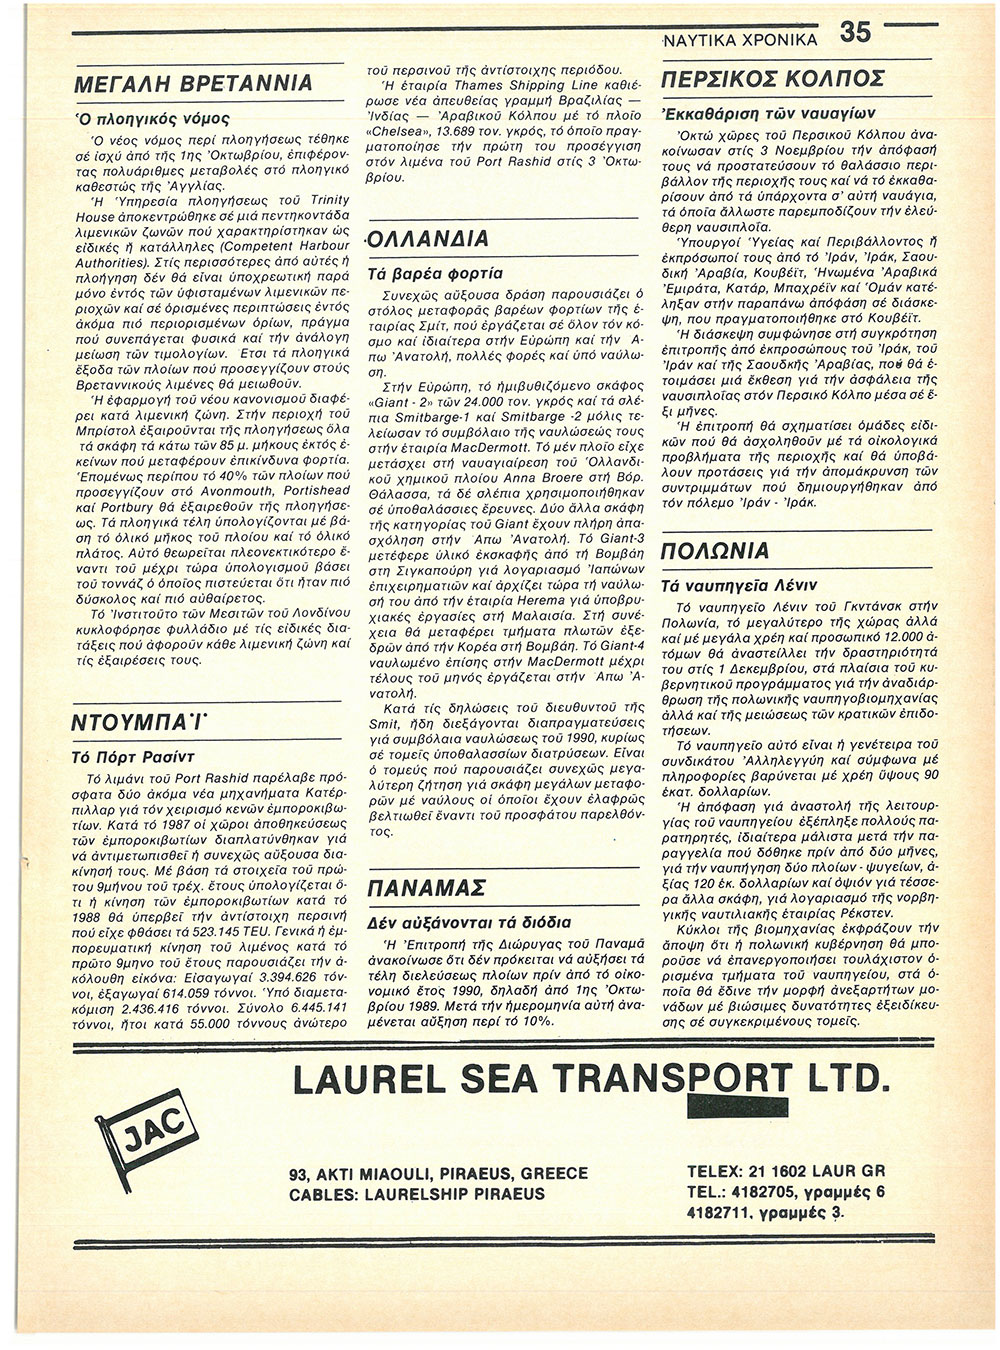 ΝΑΥΤΙΚΑ ΧΡΟΝΙΚΑ 35
ΜΕΓΑΛΗ ΒΡΕΤΑΝΝΙΑ
Ὁ πλοηγικός νόμος
Ὁ νέος νόμος περί πλοηγήσεως τέθηκε
σέ ἰσχύ ἀπό τῆς 1ης Ὀκτωβρίου, ἐπιφέρον-
τας πολυάριθμες μεταβολές στό πλοηγικό
καθεστώς τῆς Ἀγγλίας.
Ἡ Ὑπηρεσία πλοηγήσεως τοῦ Trinity
House ἀποκεντρώθηκε σέ μιά πεντηκοντάδα
λιμενικῶν ζωνῶν πού χαρακτηρίστηκαν ὡς
εἰδικές ἤ κατάλληλες (Competent Harbour
Authorities). Στίς περισσότερες ἀπό αὐτές ἡ
πλοήγηση δέν θά εἶναι ὑποχρεωτική παρά
μόνο ἐντός τῶν ὑφισταμένων λιμενικῶν πε-
ριοχῶν καί σέ ὁρισμένες περιπτώσεις ἐντός
ἀκόμα πιό περιορισμένων ὁρίων, πράγμα
πού συνεπάγεται φυσικά καί τήν ἀνάλογη
μείωση τῶν τιμολογίων. Ετσι τά πλοηγικά
ἔξοδα τῶν πλοίων πού προσεγγίζουν στούς
Βρεταννικούς λιμένες θά μειωθοῦν.
Ἡ ἐφαρμογή τοῦ νέου κανονισμοῦ διαφέ-
ρει κατά λιμενική ζώνη. Στήν περιοχή τοῦ
Μπρίστολ ἐξαιροῦνται τῆς πλοηγήσεως ὅλα
τά σκάφη τά κάτω τῶν 85 μ. μήκους ἐκτός ἐ-
κείνων πού μεταφέρουν ἐπικίνδυνα φορτία.
Ἑπομένως περίπου τό 40% τῶν πλοίων πού
προσεγγίζουν στό Avonmouth, Portishead
καί Portbury θά ἐξαιρεθοῦν τῆς πλοηγήσε-
ως. Τά πλοηγικά τέλη ὑπολογίζονται μέ βά-
ση τό ὁλικό μῆκος τοῦ πλοίου καί τό ὁλικό
πλάτος. Αὐτό θεωρεῖται πλεονεκτικότερο ἔ-
ναντι τοῦ μέχρι τώρα ὑπολογισμοῦ βάσει
τοῦ τοννάζ ὁ ὁποῖος πιστεύεται ὅτι ἦταν πιό
δύσκολος καί πιό αὐθαίρετος.
Τό Ἰνστιτοῦτο τῶν Μεσιτῶν τοῦ Λονδίνου
κυκλοφόρησε φυλλάδιο μέ τίς εἰδικές δια-
τάξεις πού ἀφοροῦν κάθε λιμενική ζώνη καί
τίς ἐξαιρέσεις τους.
ΝΤΟΥΜΠΑΪ
Τό Πόρτ Ρασίντ
Τό λιμάνι τοῦ Port Rashid παρέλαβε πρό-
σφατα δύο ἀκόμα νέα μηχανήματα Κατέρ-
πιλλαρ γιά τόν χειρισμό κενῶν ἐμποροκιβω-
τίων. Κατά τό 1987 οἱ χῶροι ἀποθηκεύσεως
τῶν ἐμποροκιβωτίων διαπλατύνθηκαν γιά
νά ἀντιμετωπισθεῖ ἡ συνεχῶς αὔξουσα δια-
κίνησή τους. Μέ βάση τά στοιχεῖα τοῦ πρώ-
του 9μήνου τοῦ τρέχ. ἔτους ὑπολογίζεται ὅ-
τι ἡ κίνηση τῶν ἐμποροκιβωτίων κατά τό
1988 θά ὑπερβεῖ τήν ἀντίστοιχη περσινή
πού εἶχε φθάσει τά 523.145 TEU. Γενικά ἡ ἐμ-
πορευματική κίνηση τοῦ λιμένος κατά τό
πρῶτο 9μηνο τοῦ ἔτους παρουσιάζει τήν ἀ-
κόλουθη εἰκόνα: Εἰσαγωγαί 3.394.626 τόν-
νοι, ἐξαγωγαί 614.059 τόννοι. Ὑπό διαμετα-
κόμιση 2.436.416 τόννοι. Σύνολο 6.445.141
τόννοι, ἤτοι κατά 55.000 τόννους ἀνώτερο
τοῦ περσινοῦ τῆς ἀντίστοιχης περιόδου.
Ἡ ἑταιρία Thames Shipping Line καθιέ-
ρωσε νέα ἀπευθείας γραμμή Βραζιλίας —
Ἰνδίας — Ἀραβικοῦ Κόλπου μέ τό πλοῖο
«Chelsea», 13.689 τον. γκρός, τό ὁποῖο πραγ-
ματοποίησε τήν πρώτη του προσέγγιση
στόν λιμένα τοῦ Port Rashid στίς 3 Ὀκτω-
βρίου.
ΟΛΛΑΝΔΙΑ
Τά βαρέα φορτία
Συνεχῶς αὔξουσα δράση παρουσιάζει ὁ
στόλος μεταφορᾶς βαρέων φορτίων τῆς ἑ-
ταιρίας Σμίτ, πού ἐργάζεται σέ ὅλον τόν κό-
σμο καί ἰδιαίτερα στήν Εὐρώπη καί τήν Α-
πω Ἀνατολή, πολλές φορές καί ὑπό ναύλω-
ση.
Στήν Εὐρώπη, τό ἡμιβυθιζόμενο σκάφος
«Giant - 2» τῶν 24.000 τον. γκρός καί τά σλέ-
πια Smitbarge-1 καί Smitbarge -2 μόλις τε-
λείωσαν τό συμβόλαιο τῆς ναυλώσεώς τους
στήν ἑταιρία MacDermott. Τό μέν πλοῖο εἶχε
μετάσχει στή ναυαγιαίρεση τοῦ Ὁλλανδι-
κοῦ χημικοῦ πλοίου Anna Broere στή Βόρ.
Θάλασσα, τά δέ σλέπια χρησιμοποιήθηκαν
σέ ὑποθαλάσσιες ἔρευνες. Δύο ἄλλα σκάφη
τῆς κατηγορίας τοῦ Giant ἔχουν πλήρη ἀπα-
σχόληση στήν Απω Ἀνατολή. Τό Giant-3
μετέφερε ὑλικό ἐκσκαφῆς ἀπό τή Βομβάη
στή Σιγκαπούρη γιά λογαριασμό Ἰαπώνων
ἐπιχειρηματιῶν καί ἀρχίζει τώρα τή ναύλω-
σή του ἀπό τήν ἑταιρία Herema γιά ὑποβρυ-
χιακές ἐργασίες στή Μαλαισία. Στή συνέ-
χεια θά μεταφέρει τμήματα πλωτῶν ἐξε-
δρῶν ἀπό τήν Κορέα στή Βομβάη. Τό Giant-4
ναυλωμένο ἐπίσης στήν MacDermott μέχρι
τέλους τοῦ μηνός ἐργάζεται στήν Απω Ἀ-
νατολή.
Κατά τίς δηλώσεις τοῦ διευθυντοῦ τῆς
Smit, ἤδη διεξάγονται διαπραγματεύσεις
γιά συμβόλαια ναυλώσεως τοῦ 1990, κυρίως
σέ τομεῖς ὑποθαλασσίων διατρύσεων. Εἶναι
ὁ τομεύς πού παρουσιάζει συνεχῶς μεγα-
λύτερη ζήτηση γιά σκάφη μεγάλων μεταφο-
ρῶν μέ ναύλους οἱ ὁποῖοι ἔχουν ἐλαφρῶς
βελτιωθεῖ ἔναντι τοῦ προσφάτου παρελθόν-
τος.
ΠΑΝΑΜΑΣ
Δέν αὐξάνονται τά διόδια
Ἡ Ἐπιτροπή τῆς Διώρυγας τοῦ Παναμᾶ
ἀνακοίνωσε ὅτι δέν πρόκειται νά αὐξήσει τά
τέλη διελεύσεως πλοίων πρίν ἀπό τό οἰκο-
νομικό ἔτος 1990, δηλαδή ἀπό 1ης Ὀκτω-
βρίου 1989. Μετά τήν ἡμερομηνία αὐτή ἀνα-
μένεται αὔξηση περί τό 10%.
ΠΕΡΣΙΚΟΣ ΚΟΛΠΟΣ
Ἐκκαθάριση τῶν ναυαγίων
Ὀκτώ χῶρες τοῦ Περσικοῦ Κόλπου ἀνα-
κοίνωσαν στίς 3 Νοεμβρίου τήν ἀπόφασή
τους νά προστατεύσουν τό θαλάσσιο περι-
βάλλον τῆς περιοχῆς τους καί νά τό ἐκκαθα-
ρίσουν ἀπό τά ὑπάρχοντα σ' αὐτή ναυάγια,
τά ὁποῖα ἄλλωστε παρεμποδίζουν τήν ἐλεύ-
θερη ναυσιπλοΐα.
Ὑπουργοί Ὑγείας καί Περιβάλλοντος ἤ
ἐκπρόσωποί τους ἀπό τό Ἰράν, Ἰράκ, Σαου-
δική Ἀραβία, Κουβέϊτ, Ἡνωμένα Ἀραβικά
Ἐμιράτα, Κατάρ, Μπαχρέϊν καί Ὀμάν κατέ-
ληξαν στήν παραπάνω ἀπόφαση σέ διάσκε-
ψη, πού πραγματοποιήθηκε στό Κουβέϊτ.
Ἡ διάσκεψη συμφώνησε στή συγκρότηση
ἐπιτροπῆς ἀπό ἐκπροσώπους τοῦ Ἰράκ, τοῦ
Ἰράν καί τῆς Σαουδικῆς Ἀραβίας, πού θά ἑ-
τοιμάσει μιά ἔκθεση γιά τήν ἀσφάλεια τῆς
ναυσιπλοΐας στόν Περσικό Κόλπο μέσα σέ ἕ-
ξι μῆνες.
Ἡ ἐπιτροπή θά σχηματίσει ὁμάδες εἰδι-
κῶν πού θά ἀσχοληθοῦν μέ τά οἰκολογικά
προβλήματα τῆς περιοχῆς καί θά ὑποβά-
λουν προτάσεις γιά τήν ἀπομάκρυνση τῶν
συντριμμάτων πού δημιουργήθηκαν ἀπό
τόν πόλεμο Ἰράν - Ἰράκ.
ΠΟΛΩΝΙΑ
Τά ναυπηγεῖα Λένιν
Τό ναυπηγεῖο Λένιν τοῦ Γκντάνσκ στήν
Πολωνία, τό μεγαλύτερο τῆς χώρας ἀλλά
καί μέ μεγάλα χρέη καί προσωπικό 12.000 ἀ-
τόμων θά ἀναστείλλει τήν δραστηριότητά
του στίς 1 Δεκεμβρίου, στά πλαίσια τοῦ κυ-
βερνητικοῦ προγράμματος γιά τήν ἀναδιάρ-
θρωση τῆς πολωνικῆς ναυπηγοβιομηχανίας
ἀλλά καί τῆς μειώσεως τῶν κρατικῶν ἐπιδο-
τήσεων.
Τό ναυπηγεῖο αὐτό εἶναι ἡ γενέτειρα τοῦ
συνδικάτου Ἀλληλεγγύη καί σύμφωνα μέ
πληροφορίες βαρύνεται μέ χρέη ὕψους 90
ἑκατ. δολλαρίων.
Ἡ ἀπόφαση γιά ἀναστολή τῆς λειτουρ-
γίας τοῦ ναυπηγείου ἐξέπληξε πολλούς πα-
ρατηρητές, ἰδιαίτερα μάλιστα μετά τήν πα-
ραγγελία πού δόθηκε πρίν ἀπό δύο μῆνες,
γιά τήν ναυπήγηση δύο πλοίων - ψυγείων, ἀ-
ξίας 120 ἑκ. δολλαρίων καί ὀψιόν γιά τέσσε-
ρα ἄλλα σκάφη, γιά λογαριασμό τῆς νορβη-
γικῆς ναυτιλιακῆς ἑταιρίας Ρέκστεν.
Κύκλοι τῆς βιομηχανίας ἐκφράζουν τήν
ἄποψη ὅτι ἡ πολωνική κυβέρνηση θά μπο-
ροῦσε νά ἐπανεργοποιήσει τουλάχιστον ὁ-
ρισμένα τμήματα τοῦ ναυπηγείου, στά ὁ-
ποῖα θά ἔδινε τήν μορφή ἀνεξαρτήτων μο-
νάδων μέ βιώσιμες δυνατότητες ἐξειδίκευ-
σης σέ συγκεκριμένους τομεῖς.
LAUREL SEA TRANSPORT LTD.
JAC
93, AKTI MIAOULI, PIRAEUS, GREECE
CABLES: LAURELSHIP PIRAEUS
TELEX: 21 1602 LAUR GR
TEL.: 4182705, γραμμές 6
4182711, γραμμές 3.